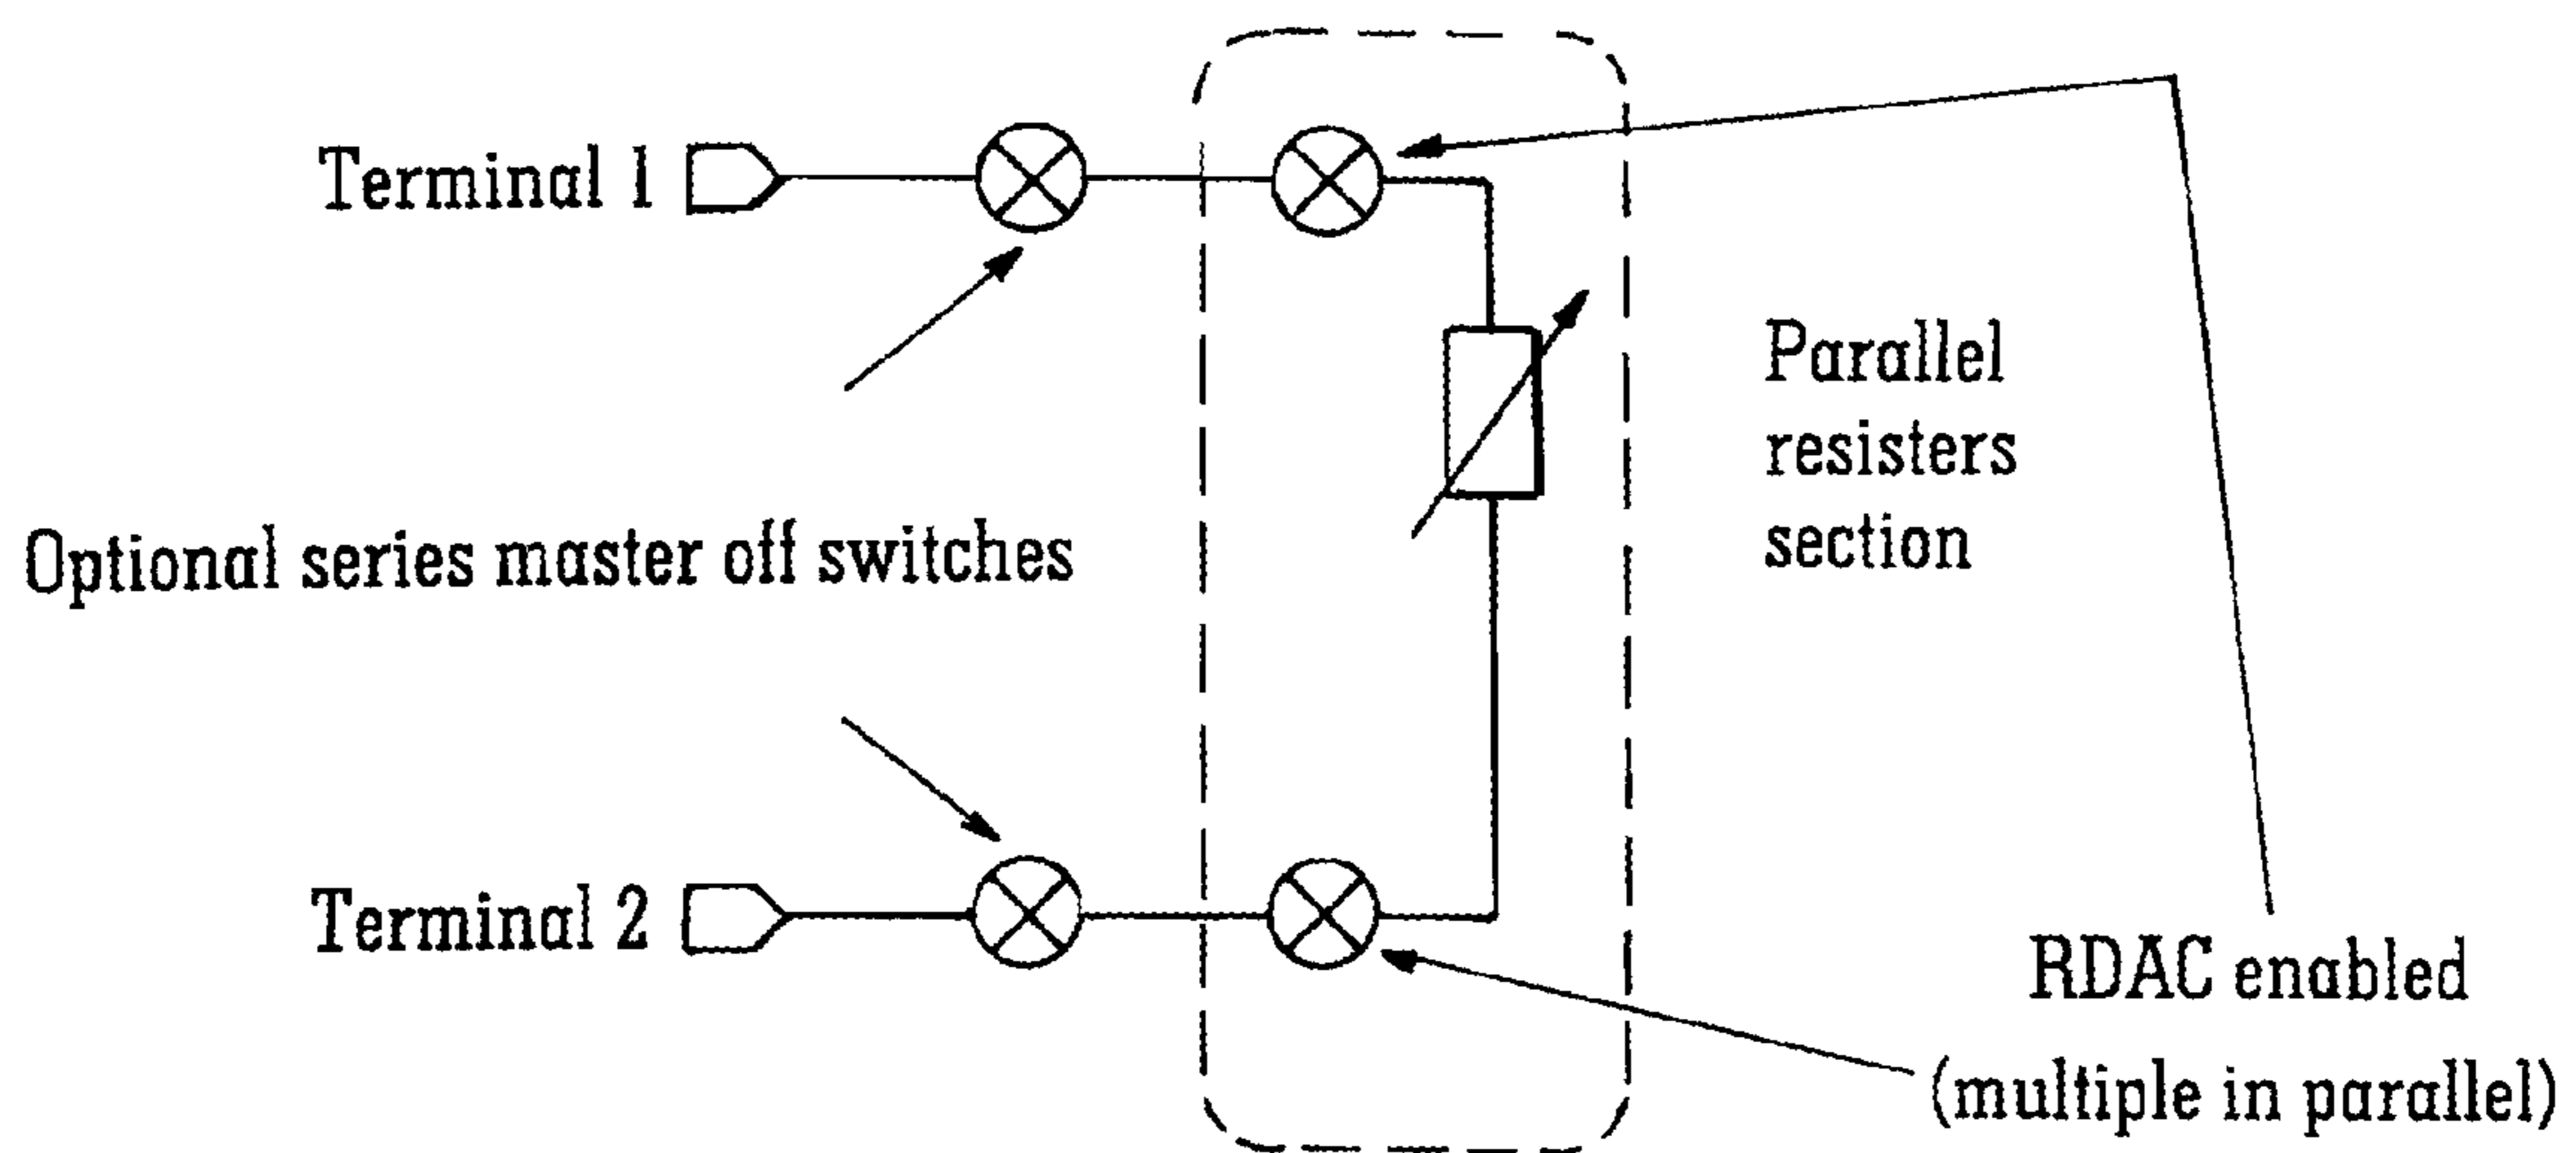 Terminal 1
Parallel
resisters
section
Optional series master off switches
Terminal 2
RDAC enabled
(multiple in parallel)